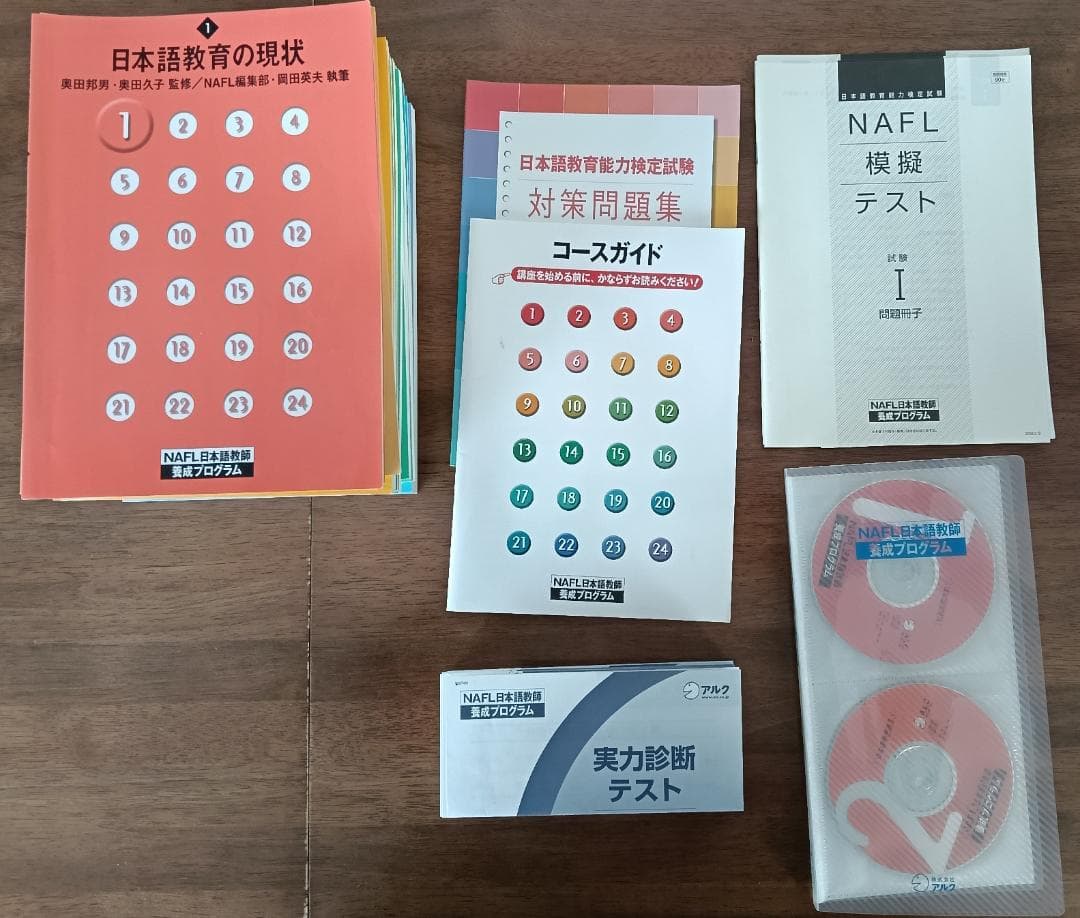 1
日本語教育の現状
奥田邦男・奥田久子 監修／NAFL編集部・岡田英夫 執筆
1 2 3 4
5 6 7 8
9 10 11 12
13 14 15 16
17 18 19 20
21 22 23 24
NAFL日本語教師
養成プログラム
日本語教育能力検定試験
対策問題集
コースガイド
講座を始める前に、かならずお読みください!
1 2 3 4
5 6 7 8
9 10 11 12
13 14 15 16
17 18 19 20
21 22 23 24
NAFL日本語教師
養成プログラム
日本語教育能力検定試験
NAFL
模擬
テスト
試験
I
問題冊子
NAFL日本語教師
養成プログラム
NAFL日本語教師
養成プログラム
アルク
実力診断
テスト
NAFL日本語教師
養成プログラム
1
2
株式会社
アルク